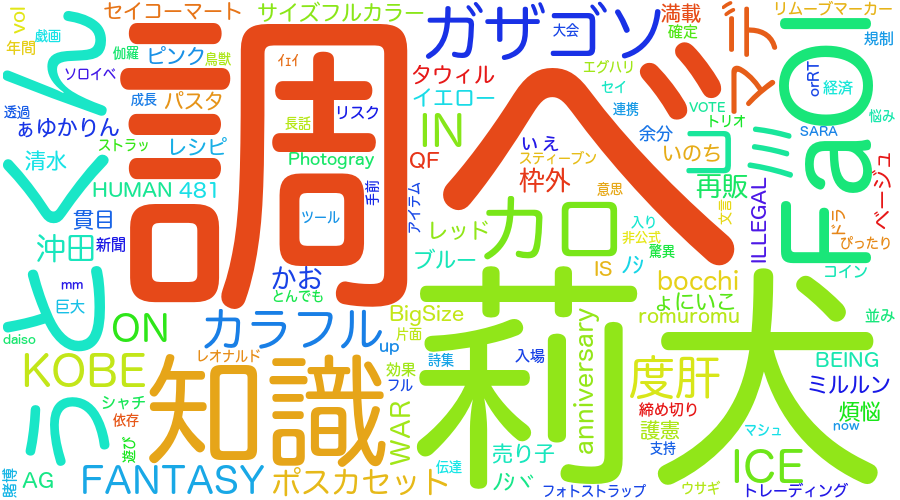 セイコーマート
サイズフルカラー
ガザゴソ
大会
満載
確定
リムーブマーカー
規制
vol
年間
戯画
ソロイベ
ピンク
伽羅
鳥獣
ｲｪｲ
調べ
タウィル
イエロー
エグハリ
セイ
連携
マデ
orRT
経済
FaOI
悩み
透過
成長
パスタ
リスク
長話
VOTE
トリオ
SARA
コミ
ぁゆかりん
ストラッ
レシピ
IN
いえ
余分
いのち
清水
Photogray
QF
スティーブン
枠外
意思
再販
ベージュ
HUMAN
481
手前
アイテム
女言
ILLEGAL
ドラ
ぴったり
貫目
ツール
レッド
カロ
入り
非公式
驚異
沖田
新聞
ブルー
IS
ﾉｼ
コイン
らくん
mm
巨大
かお
とんでも
莉犬
bocchi
ょにいこ
romuromu
並み
daiso
ON
カラフル
BigSize
片面
up
anniversary
KOBE
レオナルド
知識
効果
フル
詩集
入場
度肝
BEING
ミルルン
シャチ
依存
WAR
締め切り
煩悩
護憲
支持
now
マシュ
遊び
売り子
ICE
賭博
AG
FANTASY
ポスカセット
伝達
ﾉｼヾ
フォトストラップ
ウサギ
トレーディング